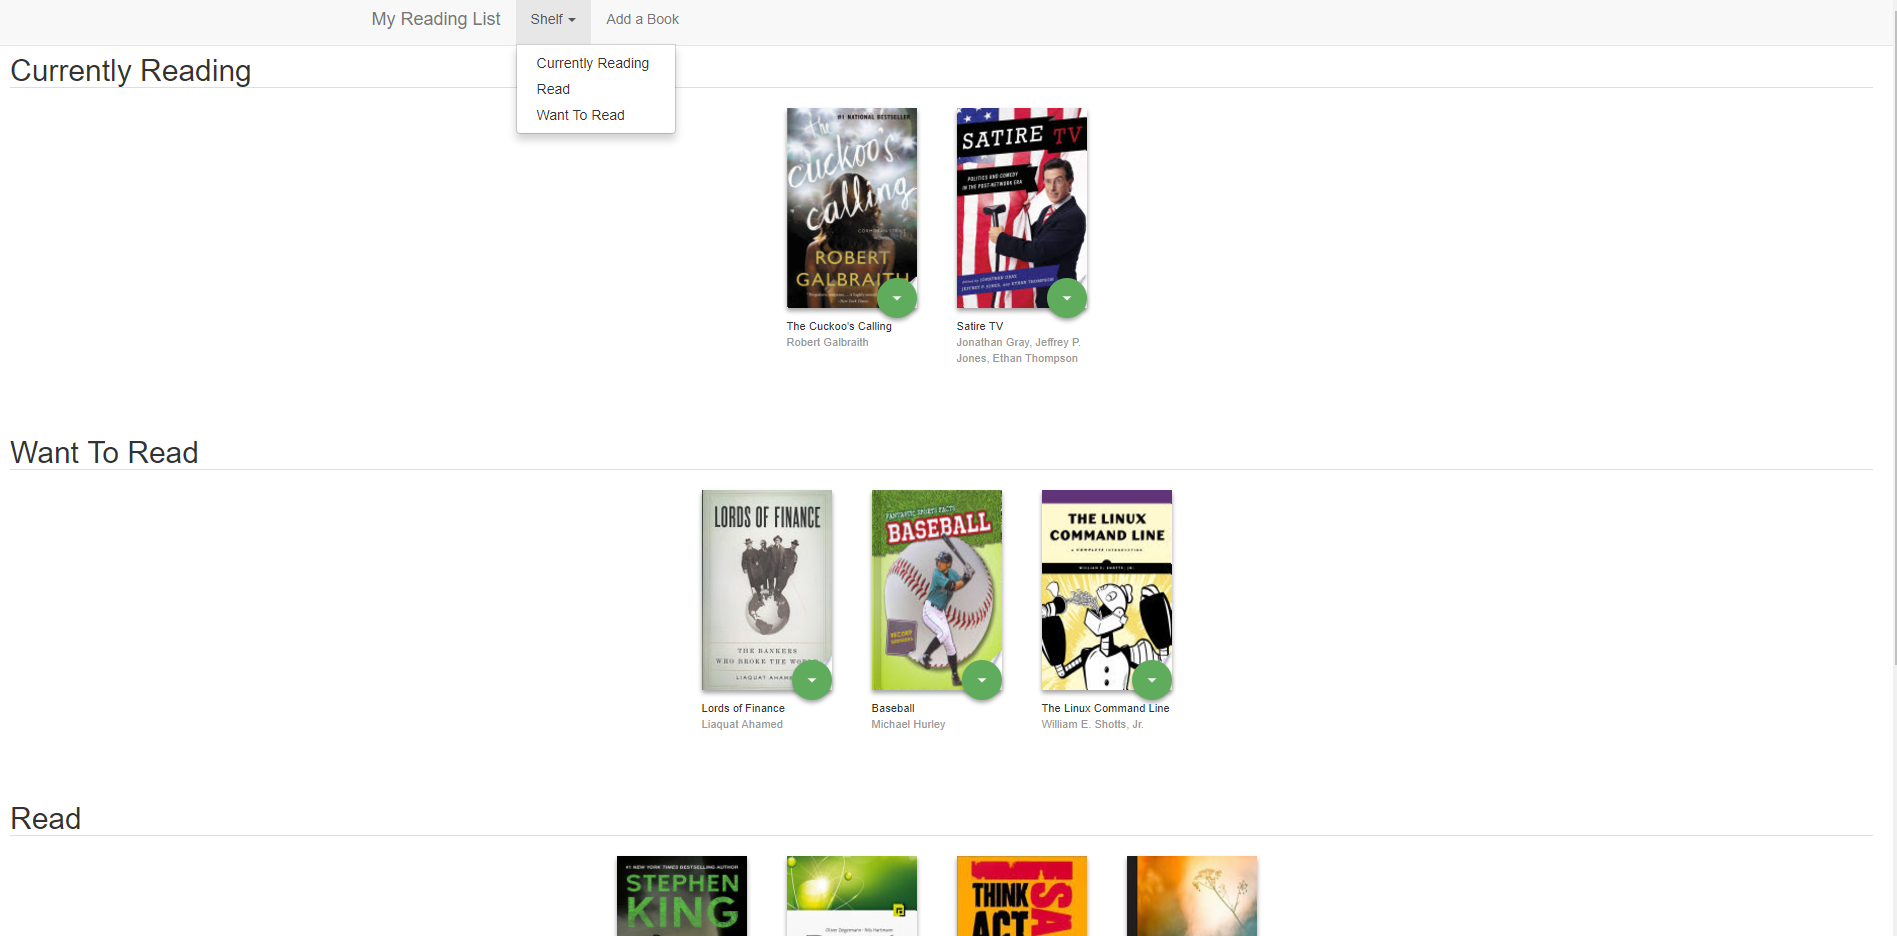 My Reading List
Shelf
Add a Book
Currently Reading
Read
Want To Read
Currently Reading
#1 NATIONAL BESTSELLER
the
cuckoo's
calling
ROBERT
GALBRAITH
SATIRE TV
POLITICS AND COMEDY
IN THE POST-NETWORK ERA
The Cuckoo's Calling
Robert Galbraith
Satire TV
Jonathan Gray, Jeffrey P.
Jones, Ethan Thompson
Want To Read
LORDS OF FINANCE
THE BANKERS
WHO BROKE THE
LIAQUAT
FANTASTIC SPORTS FACTS
BASEBALL
RECORD
THE LINUX
COMMAND LINE
A COMPLETE INTRODUCTION
WILLIAM E. SHOTTS, JR.
Lords of Finance
Liaquat Ahamed
Baseball
Michael Hurley
The Linux Command Line
William E. Shotts, Jr.
Read
#1 NEW YORK TIMES BESTSELLING AUTHOR
STEPHEN
KING
Oliver Zeigermann · Nils Hartmann
THINK
ACT